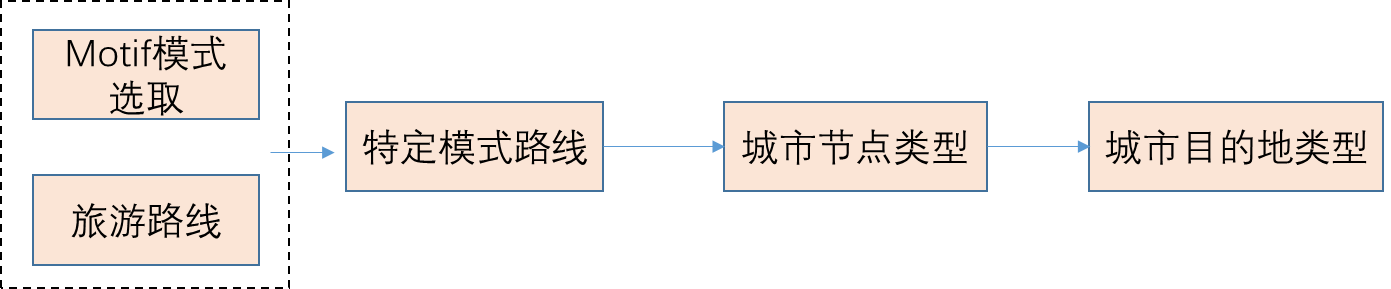 Motif模式
选取
旅游路线
特定模式路线
城市节点类型
城市目的地类型